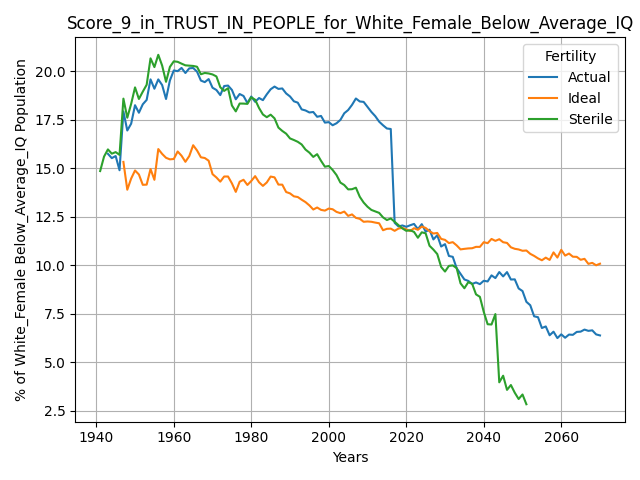 Score_9_in_TRUST_IN_PEOPLE_for_White_Female_Below_Average_IQ
% of White_Female Below_Average_IQ Population
20.0
17.5
15.0
12.5
10.0
7.5
5.0
2.5
Fertility
Actual
Ideal
Sterile
1940 1960 1980 2000 2020 2040 2060
Years